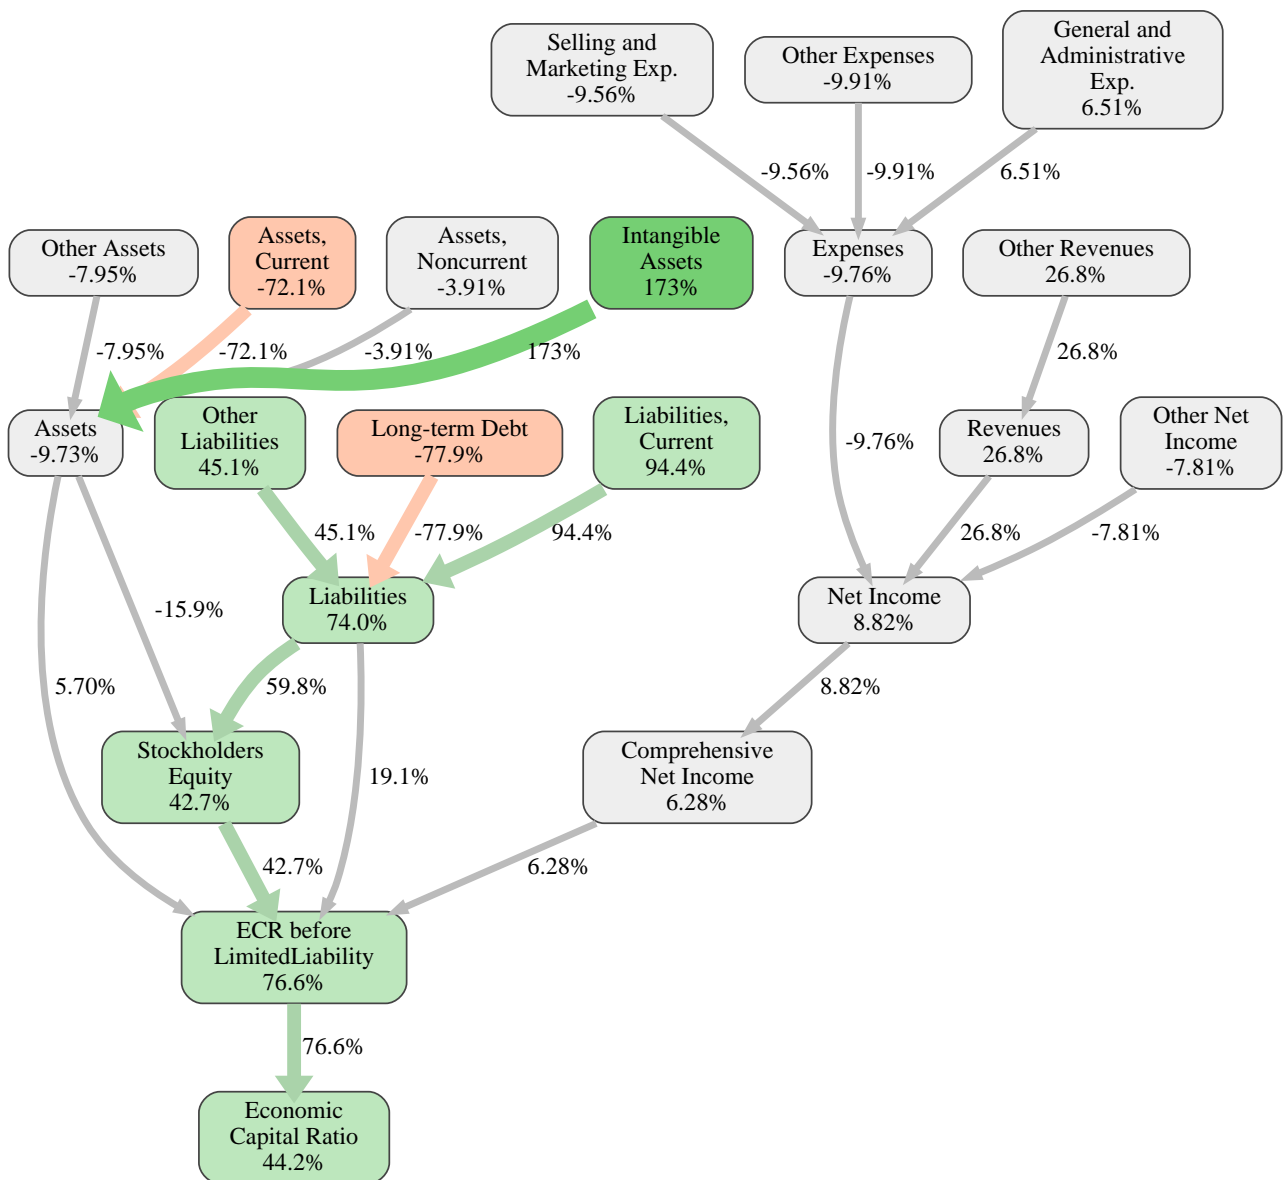 Selling and
Marketing Exp.
-9.56%
Other Expenses
-9.91%
General and
Administrative
Exp.
6.51%
-9.56%
-9.91%
6.51%
Other Assets
-7.95%
Assets,
Current
-72.1%
Assets,
Noncurrent
-3.91%
Intangible
Assets
173%
Expenses
-9.76%
Other Revenues
26.8%
-7.95%
-72.1%
-3.91%
173%
26.8%
Assets
-9.73%
Other
Liabilities
45.1%
Long-term Debt
-77.9%
Liabilities,
Current
94.4%
-9.76%
Revenues
26.8%
Other Net
Income
-7.81%
45.1%
-77.9%
94.4%
26.8%
-7.81%
-15.9%
Liabilities
74.0%
Net Income
8.82%
5.70%
59.8%
8.82%
Stockholders
Equity
42.7%
19.1%
Comprehensive
Net Income
6.28%
42.7%
6.28%
ECR before
LimitedLiability
76.6%
76.6%
Economic
Capital Ratio
44.2%